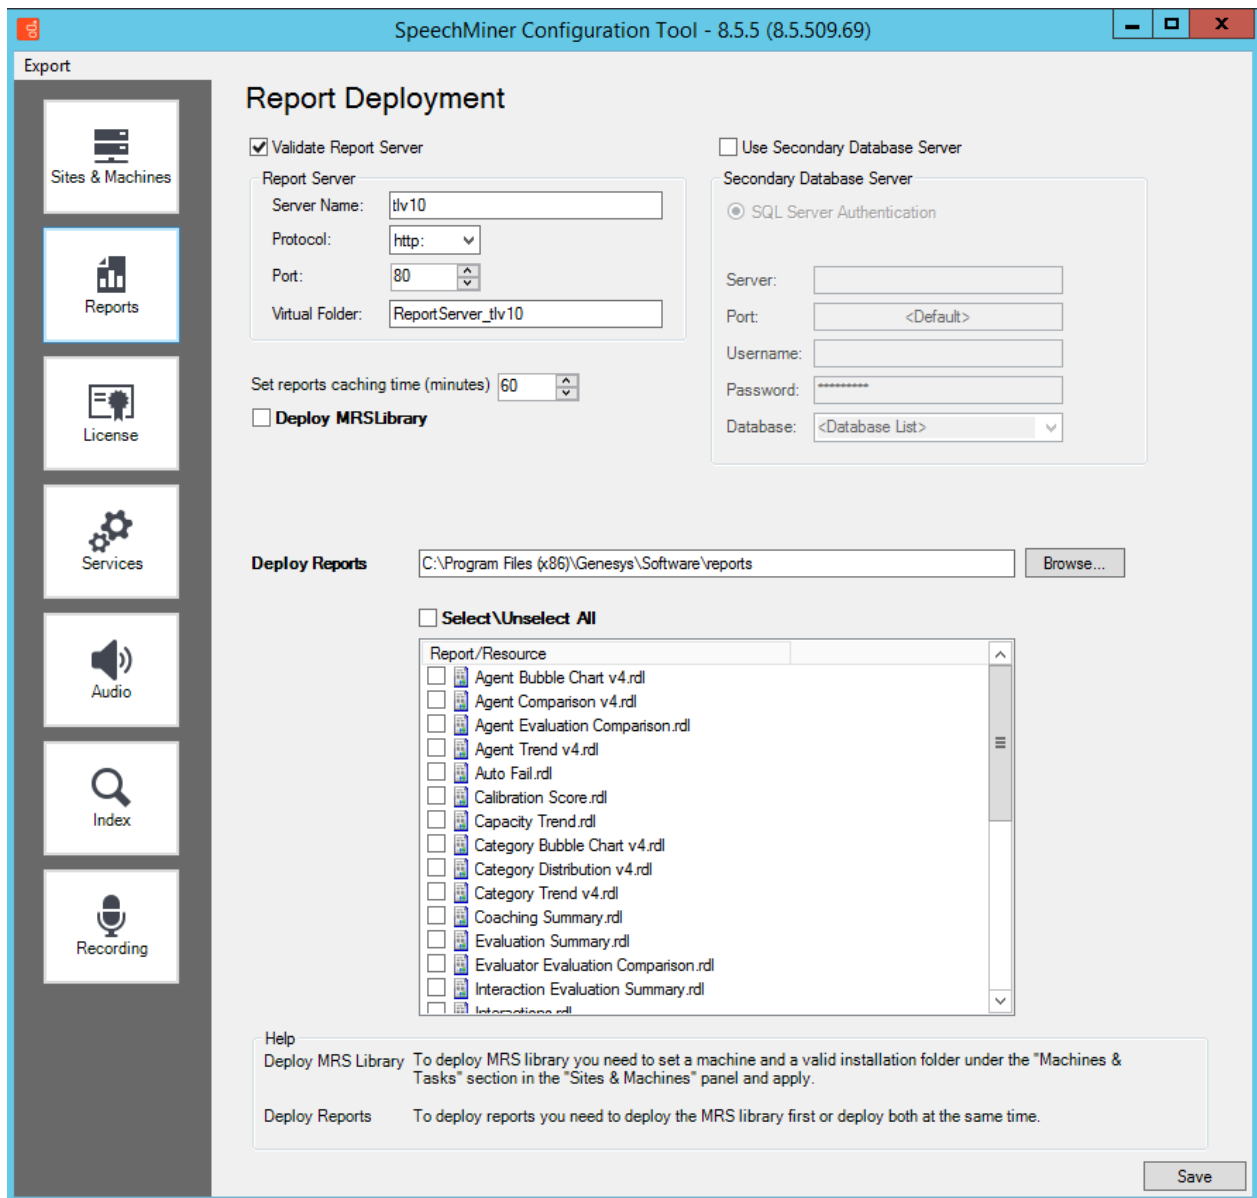 SpeechMiner Configuration Tool - 8.5.5 (8.5.509.69)
Export
Sites & Machines
Reports
License
Services
Audio
Index
Recording
Report Deployment
Validate Report Server
Report Server
Server Name: tlv10
Protocol: http:
Port: 80
Virtual Folder: ReportServer_tlv10
Set reports caching time (minutes) 60
Deploy MRSLibrary
Use Secondary Database Server
Secondary Database Server
SQL Server Authentication
Server:
Port: <Default>
Username:
Password: *********
Database: <Database List>
Deploy Reports C:\Program Files (x86)\Genesys\Software\reports Browse...
Select\Unselect All
Report/Resource
Agent Bubble Chart v4.rdl
Agent Comparison v4.rdl
Agent Evaluation Comparison.rdl
Agent Trend v4.rdl
Auto Fail.rdl
Calibration Score.rdl
Capacity Trend.rdl
Category Bubble Chart v4.rdl
Category Distribution v4.rdl
Category Trend v4.rdl
Coaching Summary.rdl
Evaluation Summary.rdl
Evaluator Evaluation Comparison.rdl
Interaction Evaluation Summary.rdl
Interactions.rdl
Help
Deploy MRS Library To deploy MRS library you need to set a machine and a valid installation folder under the "Machines &
Tasks" section in the "Sites & Machines" panel and apply.
Deploy Reports To deploy reports you need to deploy the MRS library first or deploy both at the same time.
Save